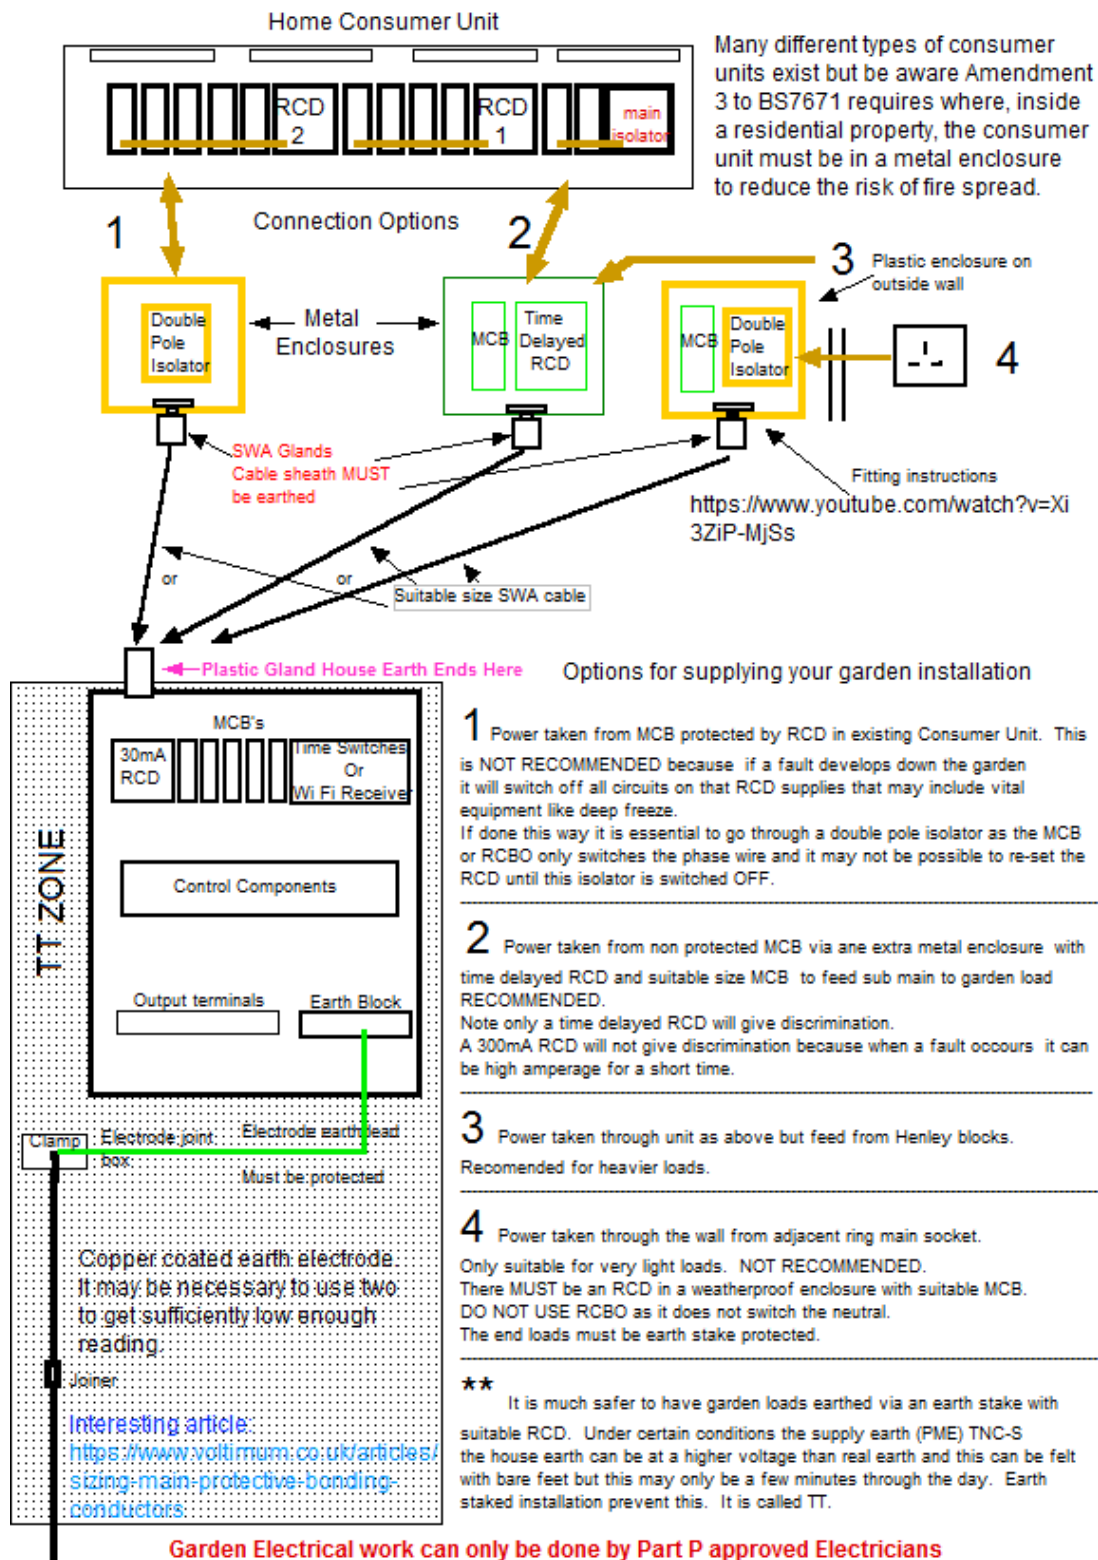 Home Consumer Unit
Many different types of consumer
units exist but be aware Amendment
3 to BS7671 requires where, inside
a residential property, the consumer
unit must be in a metal enclosure
to reduce the risk of fire spread.
RCD
2
RCD
1
main
isolator
1
Connection Options
2
3
Plastic enclosure on
outside wall
Double
Pole
Isolator
Metal
Enclosures
MCB
Time
Delayed
RCD
MCB
Double
Pole
Isolator
4
SWA Glands
Cable sheath MUST
be earthed
Fitting instructions
https://www.youtube.com/watch?v=Xi
3ZiP-MjSs
or
or
Suitable size SWA cable
Plastic Gland House Earth Ends Here
Options for supplying your garden installation
MCB's
30mA
RCD
Time Switches
Or
Wi Fi Receiver
TT ZONE
Control Components
Output terminals
Earth Block
Clamp
Electrode joint
box
Electrode earth lead
Must be protected
Copper coated earth electrode.
It may be necessary to use two
to get sufficiently low enough
reading.
Joiner
Interesting article:
https://www.voltimum.co.uk/articles/
sizing-main-protective-bonding-
conductors
1 Power taken from MCB protected by RCD in existing Consumer Unit. This
is NOT RECOMMENDED because if a fault develops down the garden
it will switch off all circuits on that RCD supplies that may include vital
equipment like deep freeze.
If done this way it is essential to go through a double pole isolator as the MCB
or RCBO only switches the phase wire and it may not be possible to re-set the
RCD until this isolator is switched OFF.
2 Power taken from non protected MCB via ane extra metal enclosure with
time delayed RCD and suitable size MCB to feed sub main to garden load
RECOMMENDED.
Note only a time delayed RCD will give discrimination.
A 300mA RCD will not give discrimination because when a fault occours it can
be high amperage for a short time.
3 Power taken through unit as above but feed from Henley blocks.
Recomended for heavier loads.
4 Power taken through the wall from adjacent ring main socket.
Only suitable for very light loads. NOT RECOMMENDED.
There MUST be an RCD in a weatherproof enclosure with suitable MCB.
DO NOT USE RCBO as it does not switch the neutral.
The end loads must be earth stake protected.
** It is much safer to have garden loads earthed via an earth stake with
suitable RCD. Under certain conditions the supply earth (PME) TNC-S
the house earth can be at a higher voltage than real earth and this can be felt
with bare feet but this may only be a few minutes through the day. Earth
staked installation prevent this. It is called TT.
Garden Electrical work can only be done by Part P approved Electricians